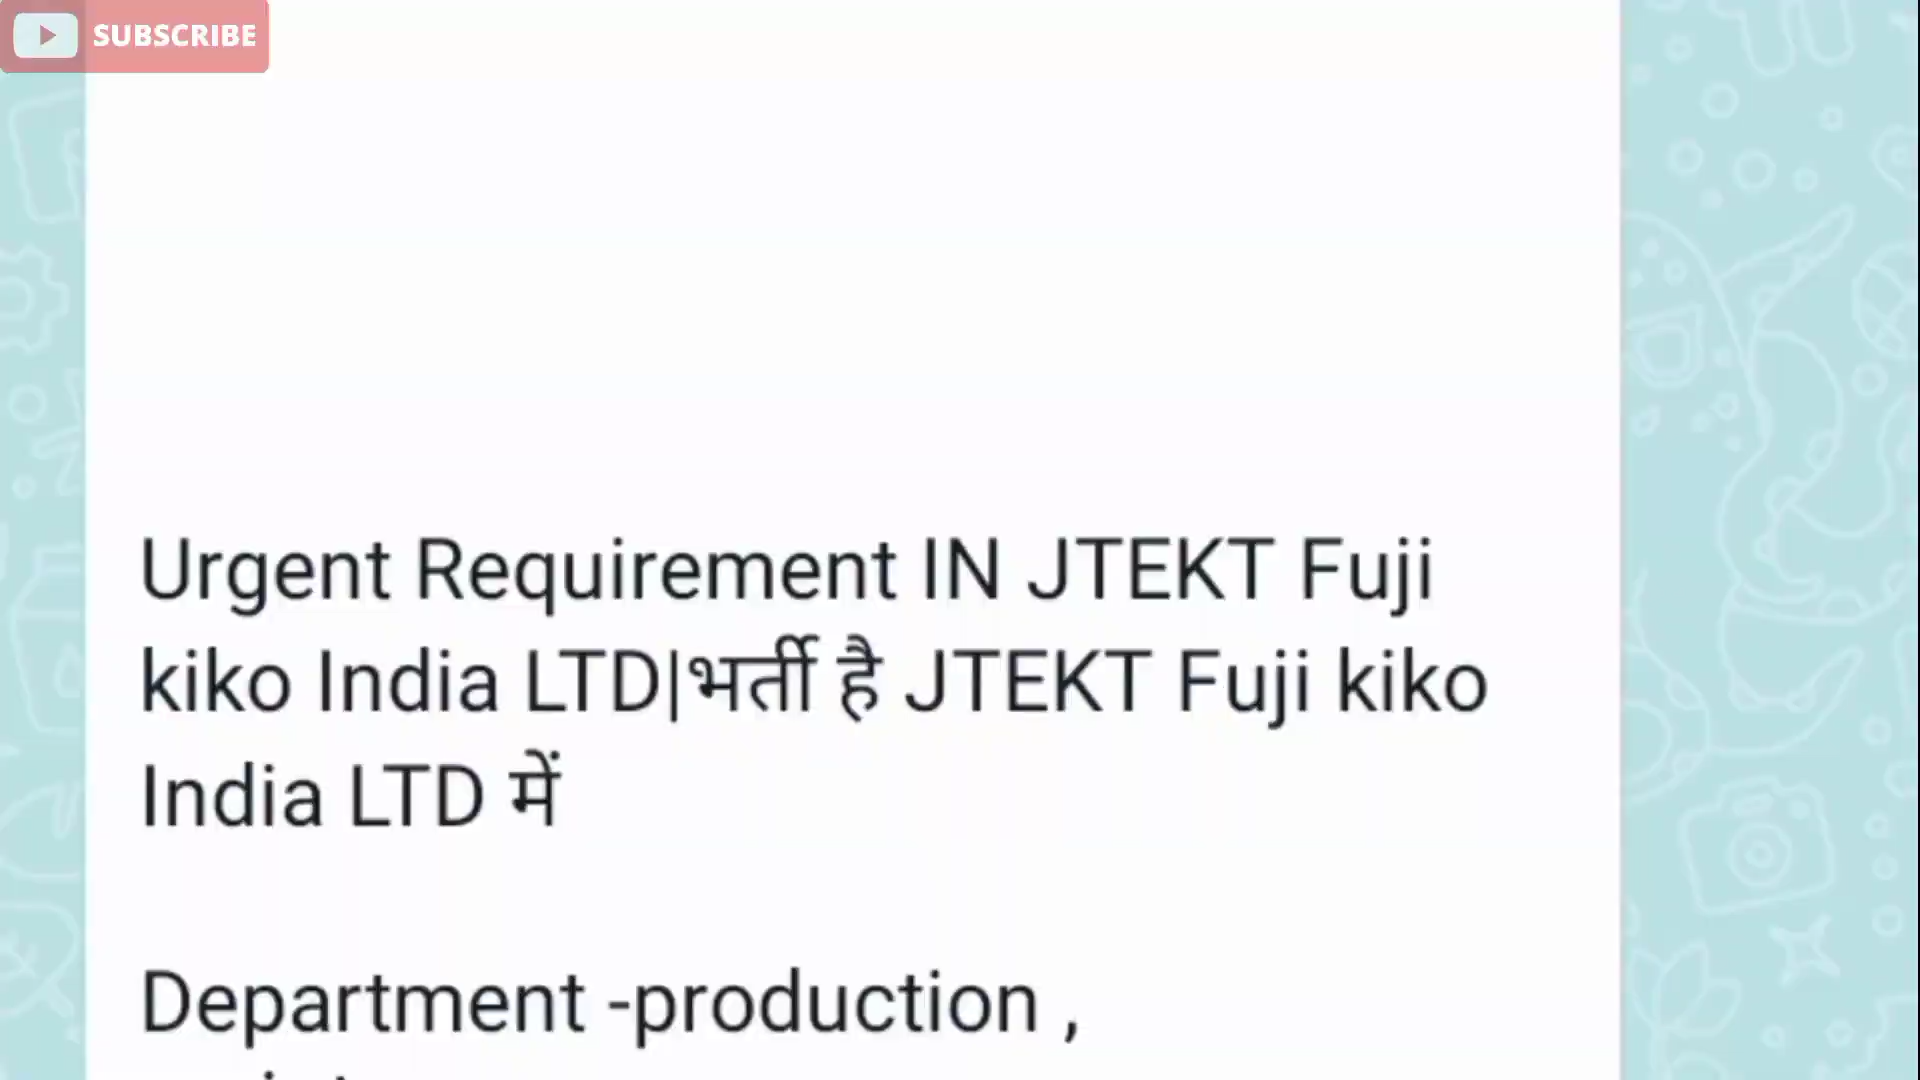 SUBSCRIBE
Urgent Requirement IN JTEKT Fuji
kiko India LTD|भर्ती है JTEKT Fuji kiko
India LTD में
Department -production ,